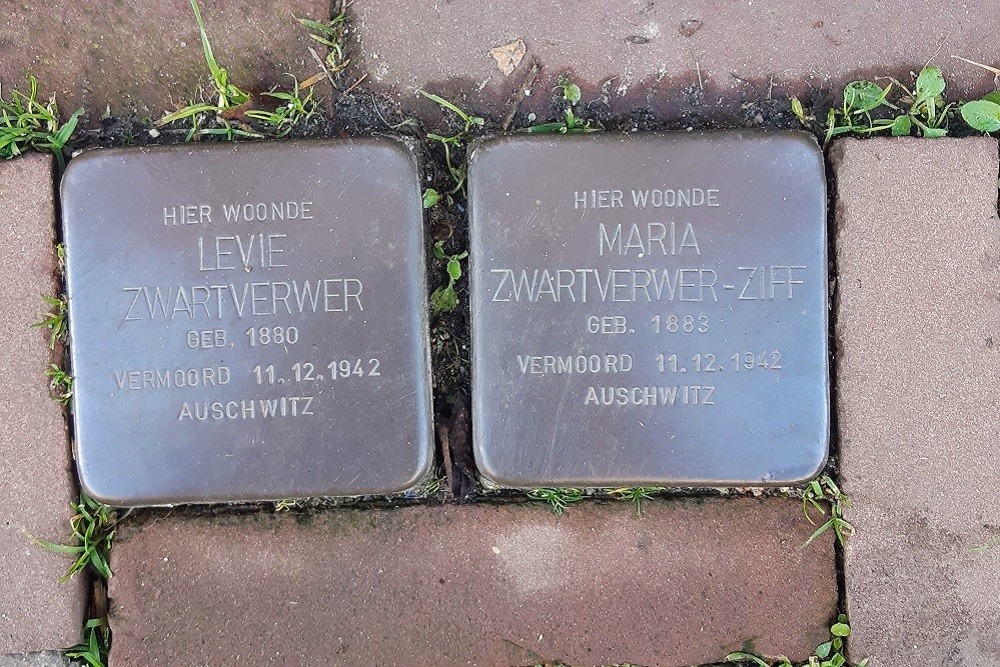 HIER WOONDE
LEVIE
ZWARTVERWER
GEB. 1880
VERMOORD 11.12.1942
AUSCHWITZ
HIER WOONDE
MARIA
ZWARTVERWER-ZIFF
GEB. 1883
VERMOORD 11.12.1942
AUSCHWITZ